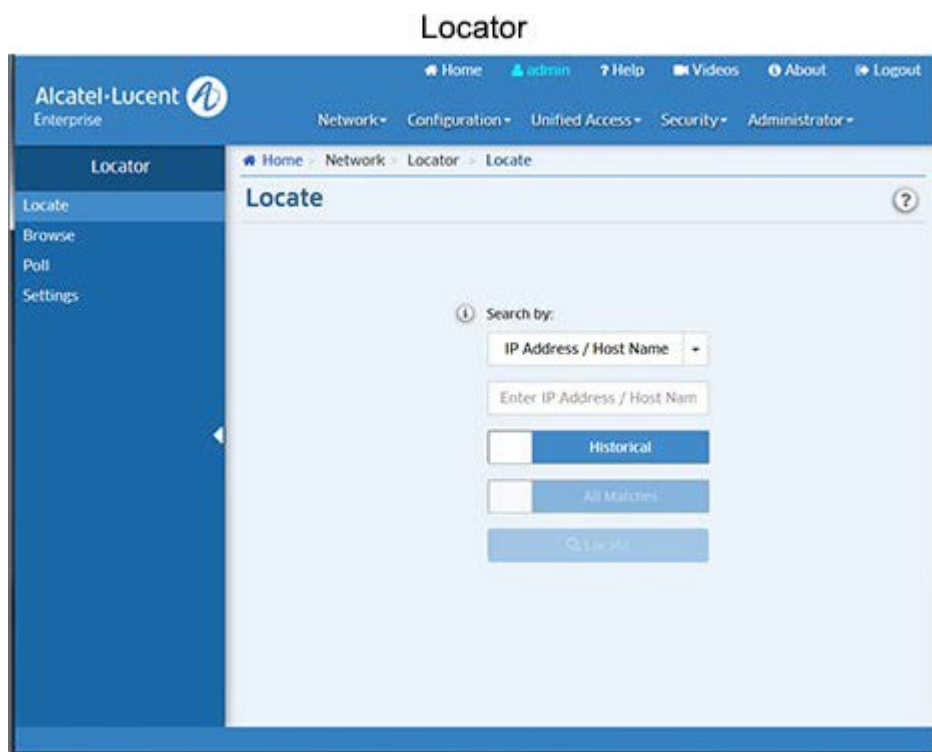 Locator
Home admin ? Help Videos About Logout
Alcatel·Lucent
Enterprise
Network Configuration Unified Access Security Administrator
Locator
Home > Network > Locator > Locate
Locate
Locate
?
Browse
Poll
Settings
i Search by:
IP Address / Host Name
Enter IP Address / Host Nam
Historical
All Matches
Locate